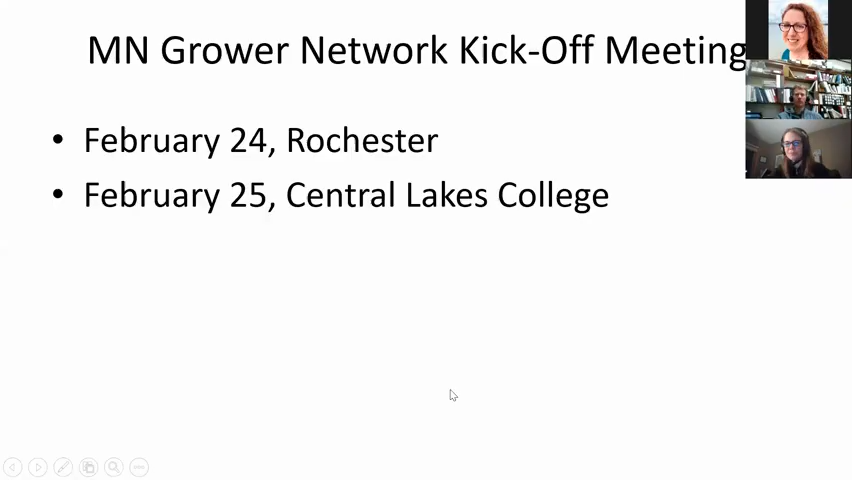 MN Grower Network Kick-Off Meeting
• February 24, Rochester
• February 25, Central Lakes College